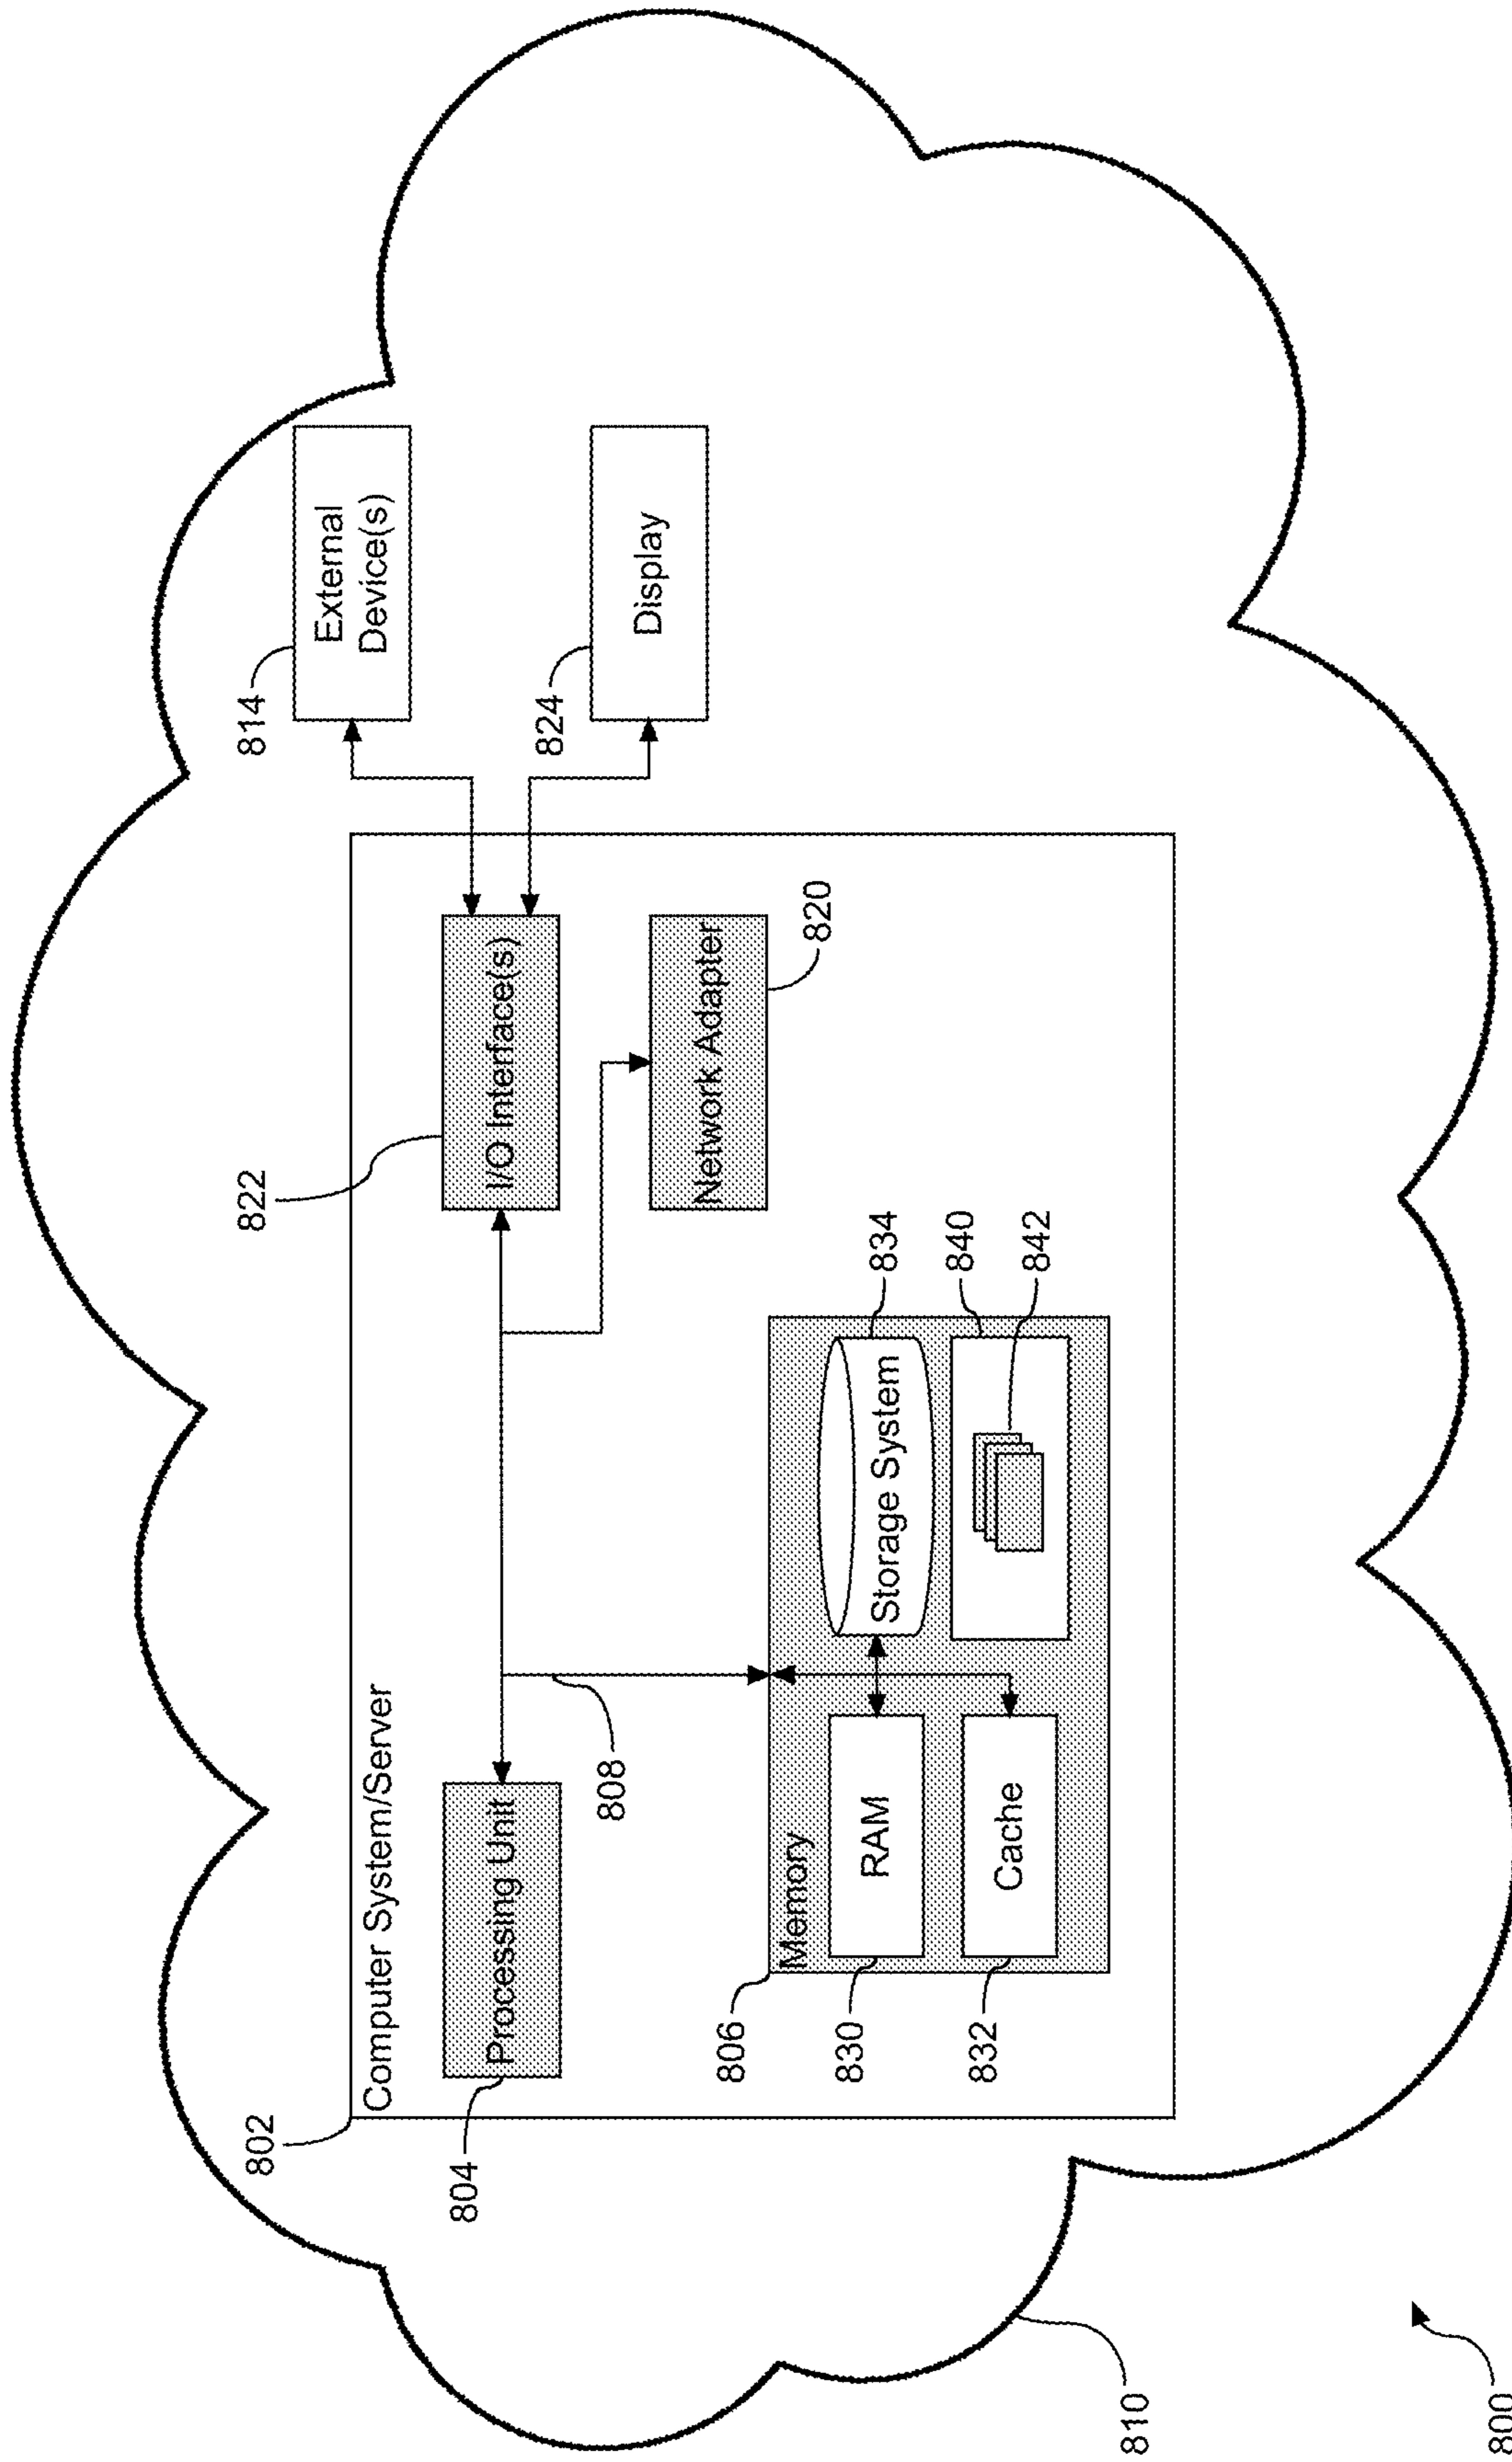 802
Computer System/Server
804
Processing Unit
808
822
I/O Interface(s)
814
External
Device(s)
824
Display
Network Adapter
820
806
Memory
830
RAM
832
Cache
Storage System
834
840
842
810
800